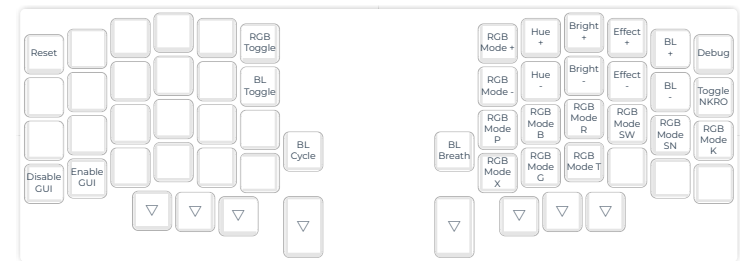 Reset
RGB
Toggle
RGB
Mode +
Hue
+
Bright
+
Effect
+
BL
+
Debug
BL
Toggle
RGB
Mode -
Hue
-
Bright
-
Effect
-
BL
-
Toggle
NKRO
BL
Cycle
BL
Breath
RGB
Mode
P
RGB
Mode
B
RGB
Mode
R
RGB
Mode
SW
RGB
Mode
SN
RGB
Mode
K
Disable
GUI
Enable
GUI
RGB
Mode
X
RGB
Mode
G
RGB
Mode T